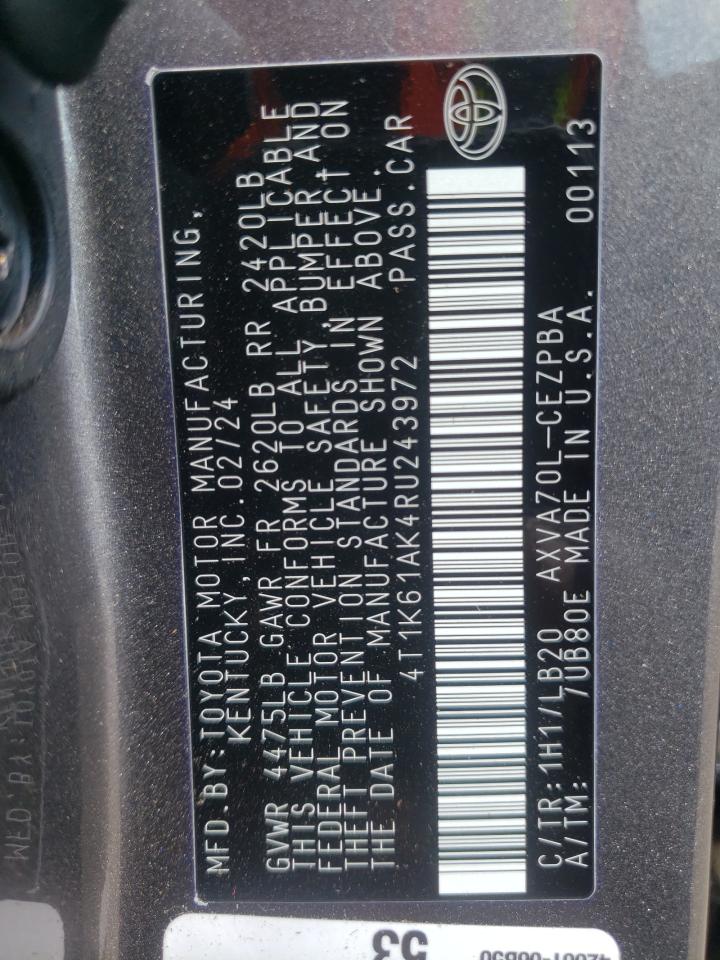 MFD.BY:TOYOTA MOTOR MANUFACTURING,
KENTUCKY,INC.02/24
GVWR 4475LB GAWR FR 2620LB RR 2420LB
THIS VEHICLE CONFORMS TO ALL APPLICABLE
FEDERAL MOTOR VEHICLE SAFETY,BUMPER,AND
THEFT PREVENTION STANDARDS IN EFFECT ON
THE DATE OF MANUFACTURE SHOWN ABOVE.
4T1K61AK4RU243972 PASS.CAR
C/TR:1H17LB20 AXVA70L-CEZPBA 00113
A/TM: 7UB80E MADE IN U.S.A.
53